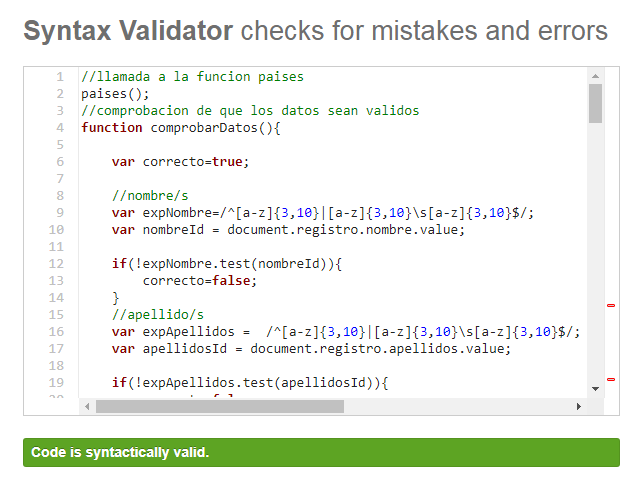 Syntax Validator checks for mistakes and errors
1 //llamada a la funcion paises
2 paises();
3 //comprobacion de que los datos sean validos
4 function comprobarDatos(){
5
6 var correcto=true;
7
8 //nombre/s
9 var expNombre=/^[a-z]{3,10}|[a-z]{3,10}\s[a-z]{3,10}$/;
10 var nombreId = document.registro.nombre.value;
11
12 if(!expNombre.test(nombreId)){
13 correcto=false;
14 }
15 //apellido/s
16 var expApellidos =  /^[a-z]{3,10}|[a-z]{3,10}\s[a-z]{3,10}$/;
17 var apellidosId = document.registro.apellidos.value;
18
19 if(!expApellidos.test(apellidosId)){
Code is syntactically valid.